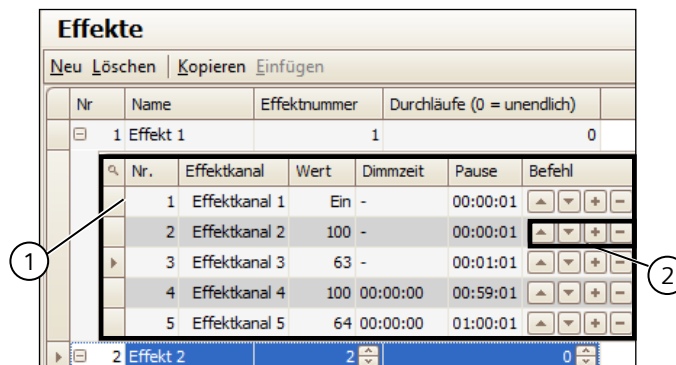 Effekte
Neu Löschen Kopieren Einfügen
Nr Name Effektnummer Durchläufe (0 = unendlich)
1 Effekt 1 1 0
Nr. Effektkanal Wert Dimmzeit Pause Befehl
1 Effektkanal 1 Ein - 00:00:01
2 Effektkanal 2 100 - 00:00:01
3 Effektkanal 3 63 - 00:01:01
4 Effektkanal 4 100 00:00:00 00:59:01
5 Effektkanal 5 64 00:00:00 01:00:01
2 Effekt 2 2 0
1
2